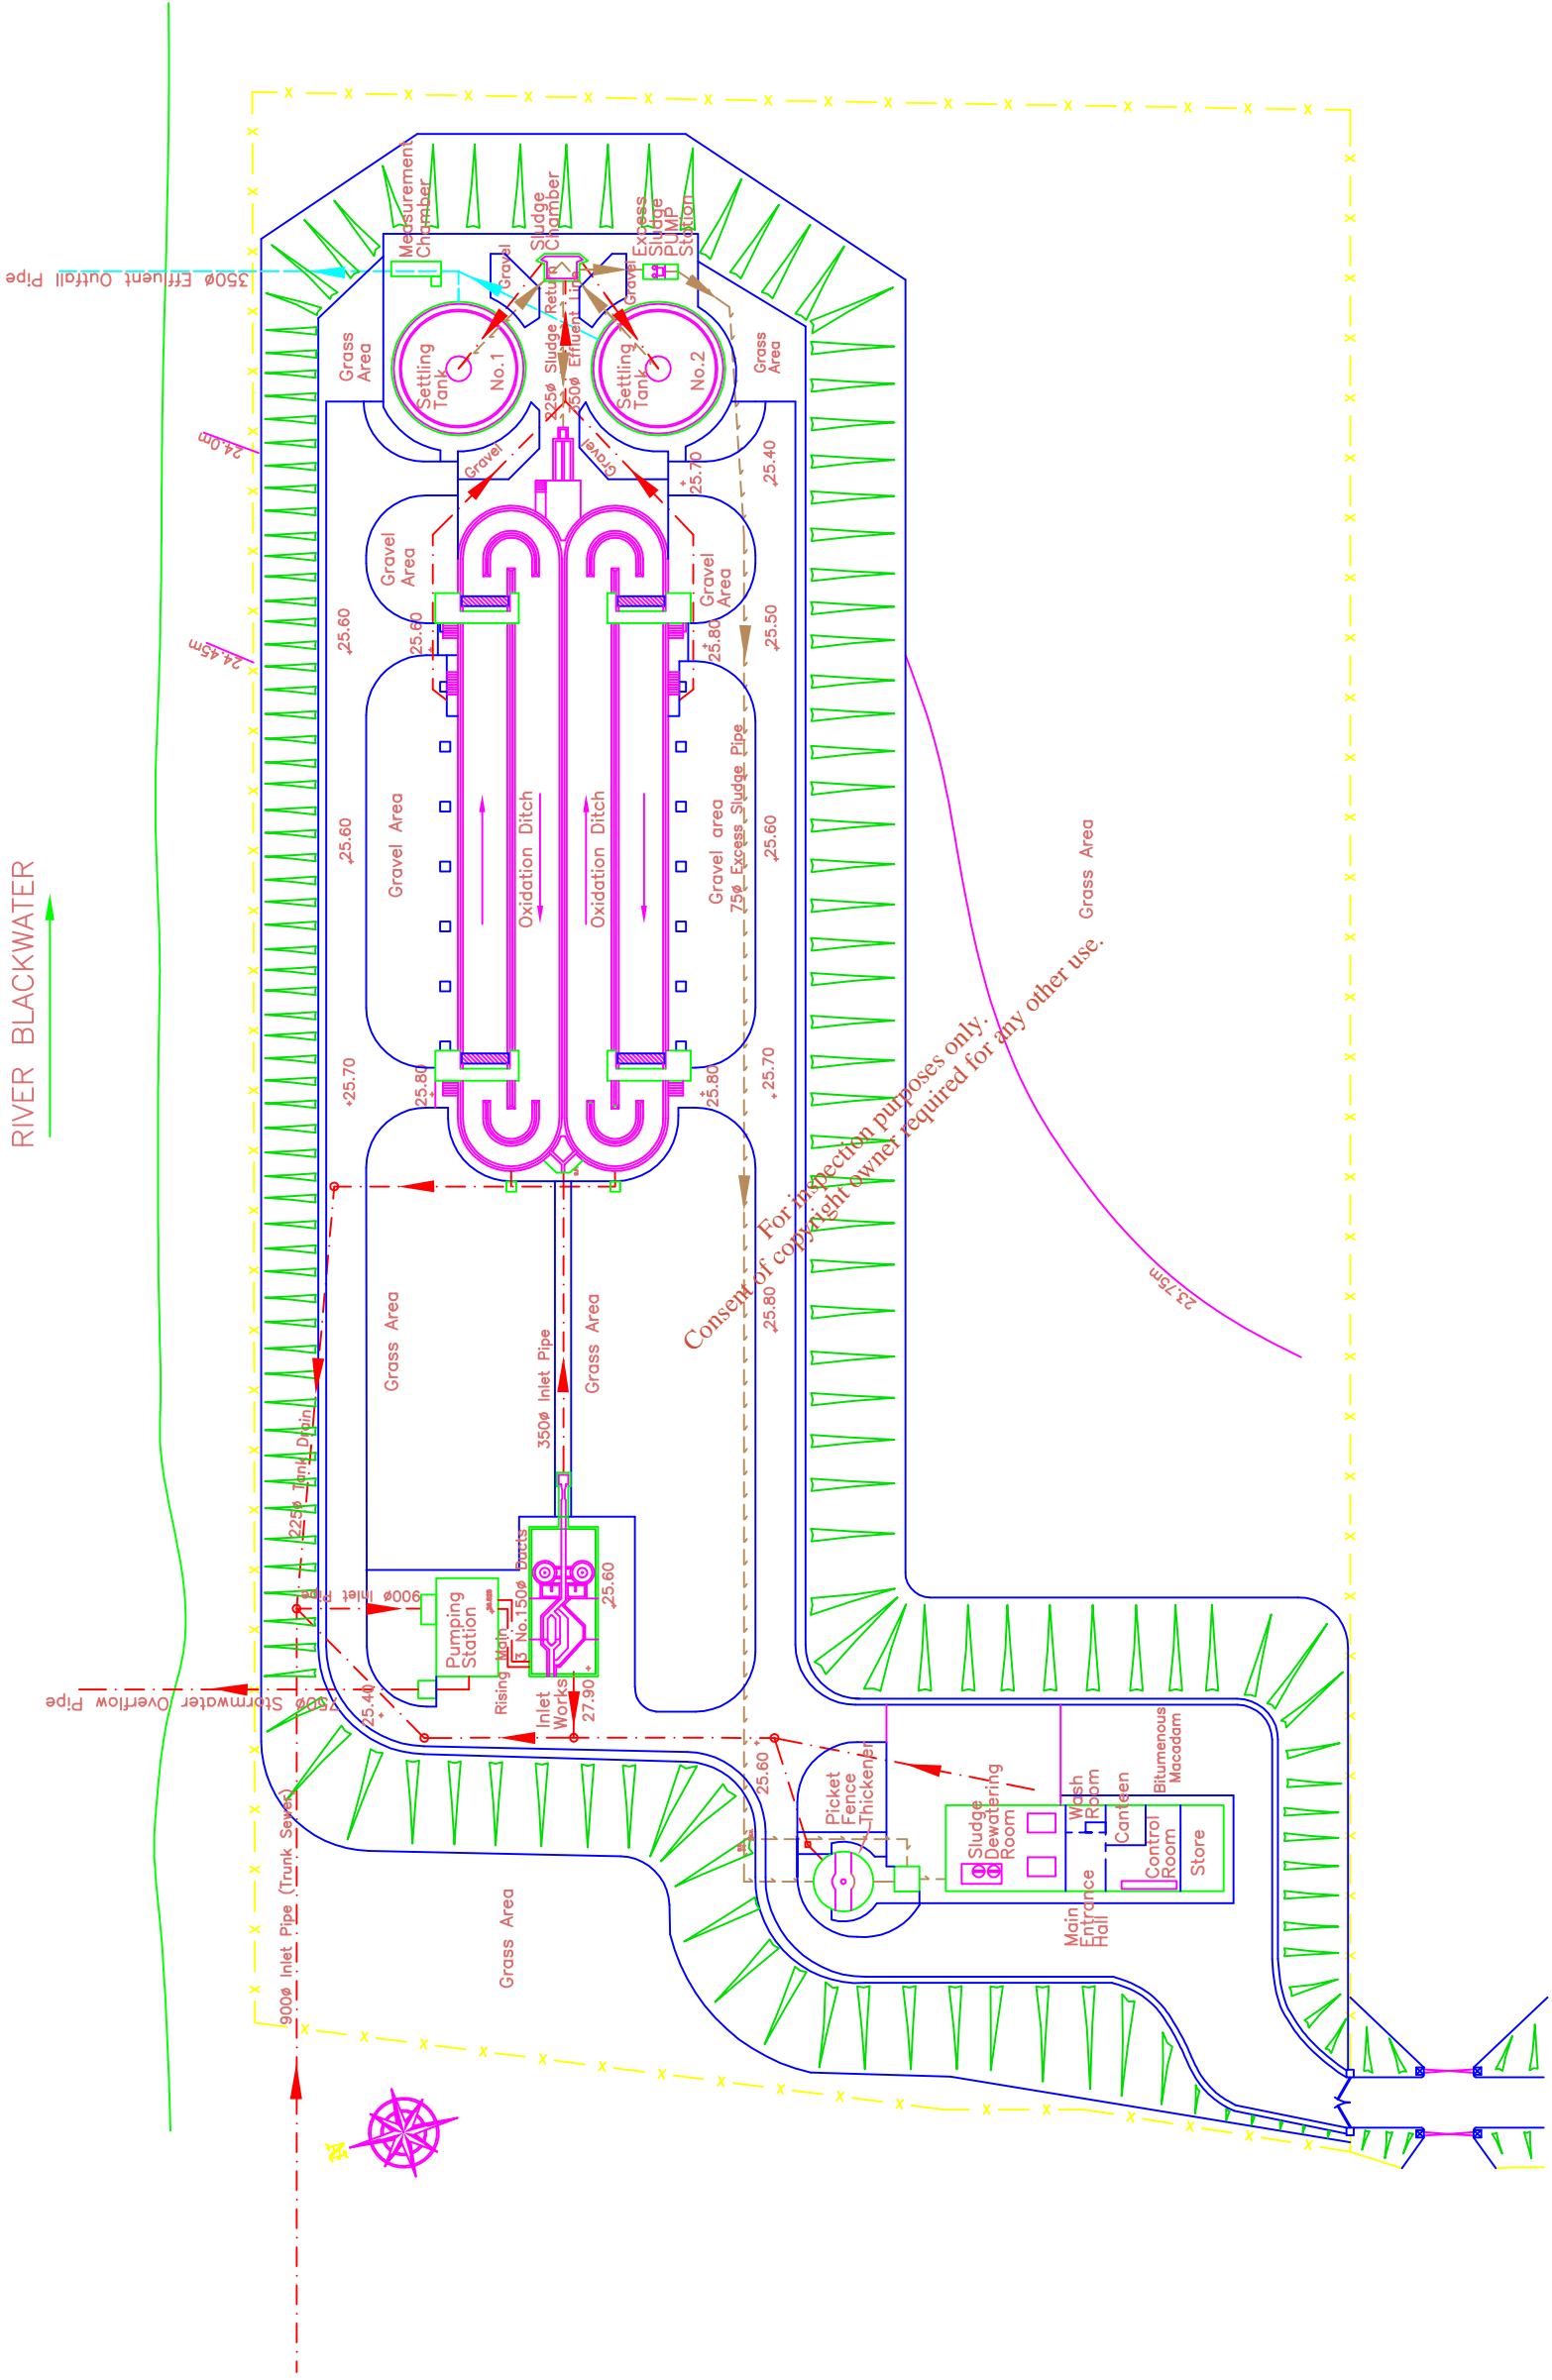 RIVER BLACKWATER
350ø Effluent Outfall Pipe
Measurement
Chamber
Sludge
Chamber
Excess
Sludge
PUMP
Station
Gravel
Gravel
Grass
Area
Settling
Tank
No.1
225ø Sludge Return
350ø Effluent Line
Settling
Tank
No.2
Grass
Area
24.0m
Gravel
Gravel
25.70
25.40
Gravel
Area
Gravel
Area
24.45m
25.60
25.60
25.80
25.50
Gravel Area
25.60
Oxidation Ditch
Oxidation Ditch
Gravel area
75ø Excess Sludge Pipe
25.60
Grass Area
25.70
25.80
25.80
25.70
For inspection purposes only.
Consent of copyright owner required for any other use.
23.75m
25.80
Grass Area
350ø Inlet Pipe
Grass Area
225ø Tank Drain
900ø Inlet Pipe
Pumping
Station
Rising Main
3 No.150ø Ducts
25.60
Inlet
Works
27.90
750ø Stormwater Overflow Pipe
25.40
25.60
Picket
Fence
Thickener
Sludge
Dewatering
Room
Wash
Room
Canteen
Bitumenous
Macadam
Control
Room
Store
Main
Entrance
Hall
900ø Inlet Pipe (Trunk Sewer)
Grass Area